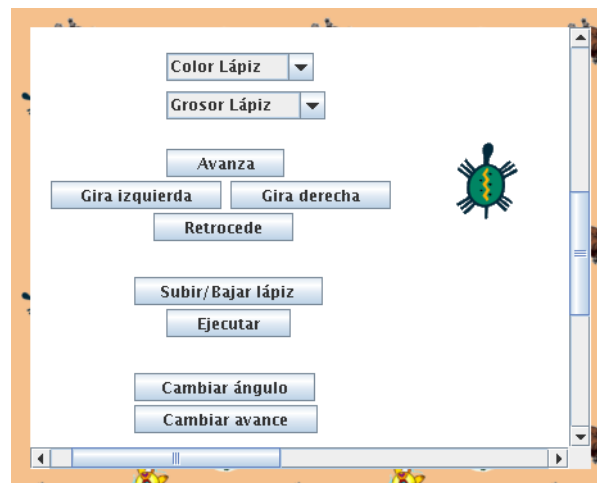 Color Lápiz
Grosor Lápiz
Avanza
Gira izquierda Gira derecha
Retrocede
Subir/Bajar lápiz
Ejecutar
Cambiar ángulo
Cambiar avance